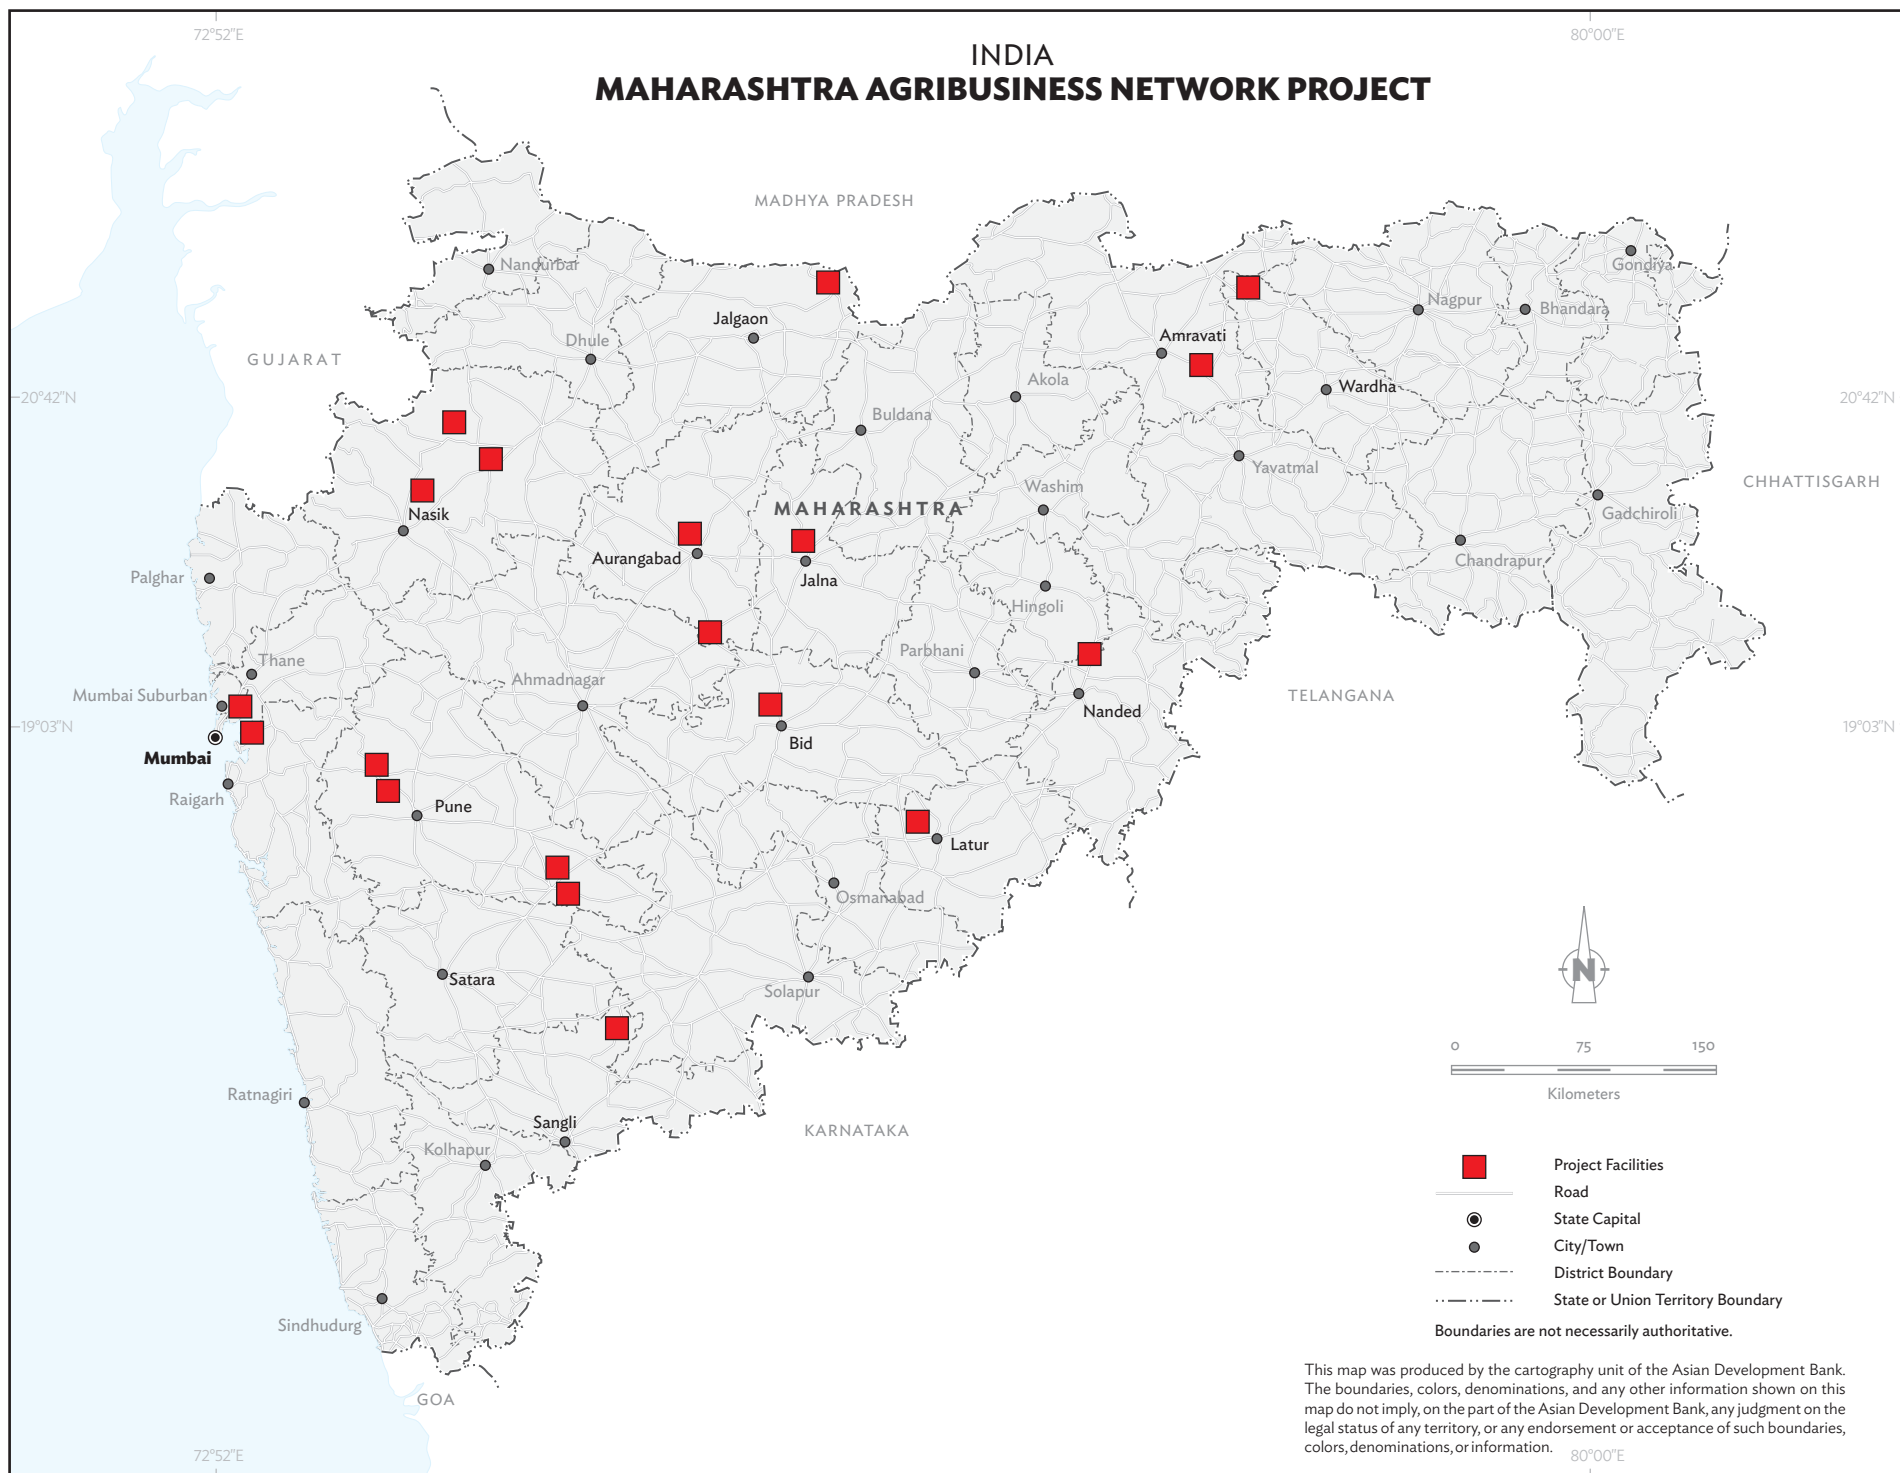 72°52"E
80°00"E
INDIA
MAHARASHTRA AGRIBUSINESS NETWORK PROJECT
MADHYA PRADESH
Nandurbar
Gondiya
Nagpur
Bhandara
Jalgaon
Dhule
Amravati
GUJARAT
Akola
Wardha
20°42"N
20°42"N
Buldana
Yavatmal
CHHATTISGARH
Washim
MAHARASHTRA
Nasik
Gadchiroli
Aurangabad
Chandrapur
Palghar
Jalna
Hingoli
Parbhani
Thane
Ahmadnagar
Mumbai Suburban
TELANGANA
Nanded
19°03"N
19°03"N
Bid
Mumbai
Raigarh
Pune
Latur
Osmanabad
Satara
Solapur
N
0 75 150
Kilometers
Ratnagiri
Sangli
KARNATAKA
Kolhapur
Project Facilities
Road
State Capital
City/Town
District Boundary
State or Union Territory Boundary
Sindhudurg
Boundaries are not necessarily authoritative.
GOA
This map was produced by the cartography unit of the Asian Development Bank.
The boundaries, colors, denominations, and any other information shown on this
map do not imply, on the part of the Asian Development Bank, any judgment on the
legal status of any territory, or any endorsement or acceptance of such boundaries,
colors, denominations, or information.
72°52"E
80°00"E